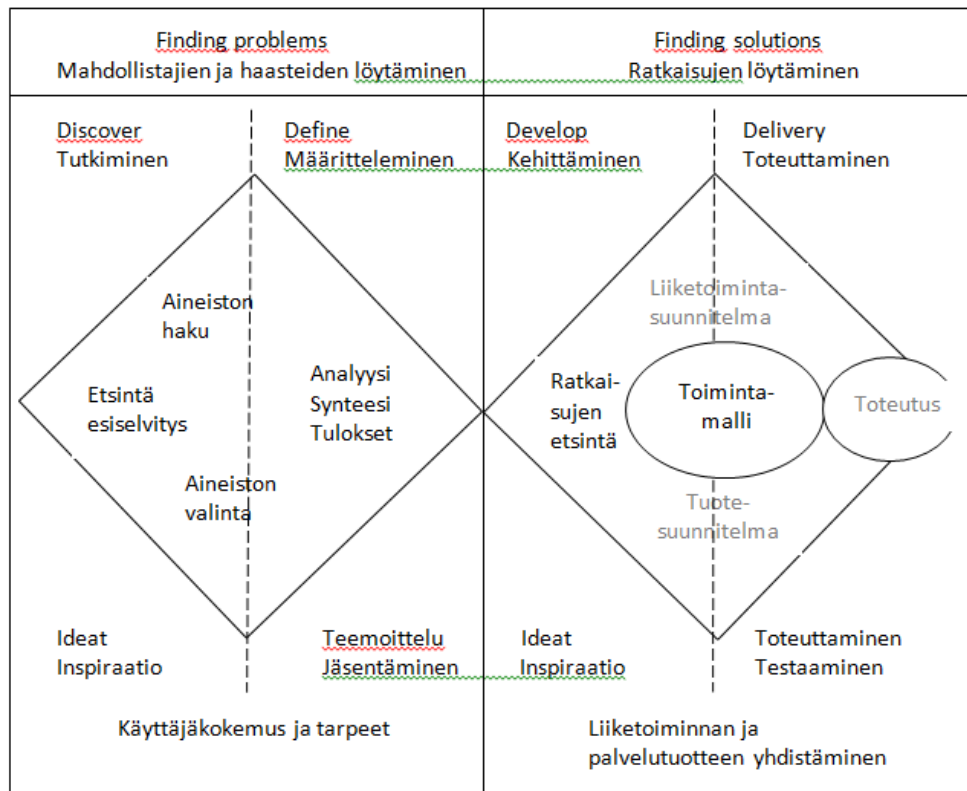 Finding problems
Mahdollistajien ja haasteiden löytäminen
Finding solutions
Ratkaisujen löytäminen
Discover
Tutkiminen
Define
Määritteleminen
Develop
Kehittäminen
Delivery
Toteuttaminen
Aineiston
haku
Etsintä
esiselvitys
Aineiston
valinta
Analyysi
Synteesi
Tulokset
Liiketoiminta-
suunnitelma
Ratkai-
sujen
etsintä
Toiminta-
malli
Toteutus
Tuote-
suunnitelma
Ideat
Inspiraatio
Teemoittelu
Jäsentäminen
Ideat
Inspiraatio
Toteuttaminen
Testaaminen
Käyttäjäkokemus ja tarpeet
Liiketoiminnan ja
palvelutuotteen yhdistäminen